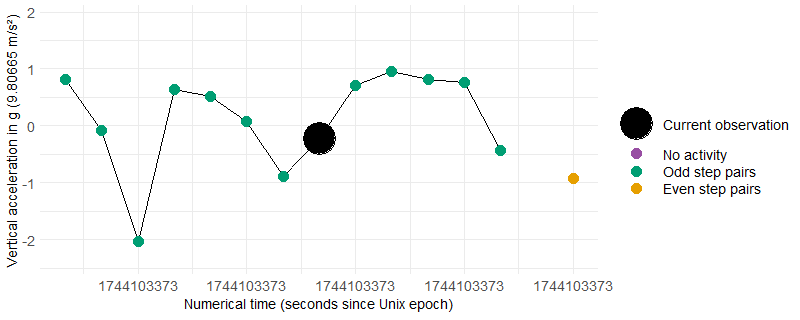 Vertical acceleration in g (9.80665 m/s²)
2
1
0
-1
-2
1744103373 1744103373 1744103373 1744103373 1744103373
Numerical time (seconds since Unix epoch)
Current observation
No activity
Odd step pairs
Even step pairs